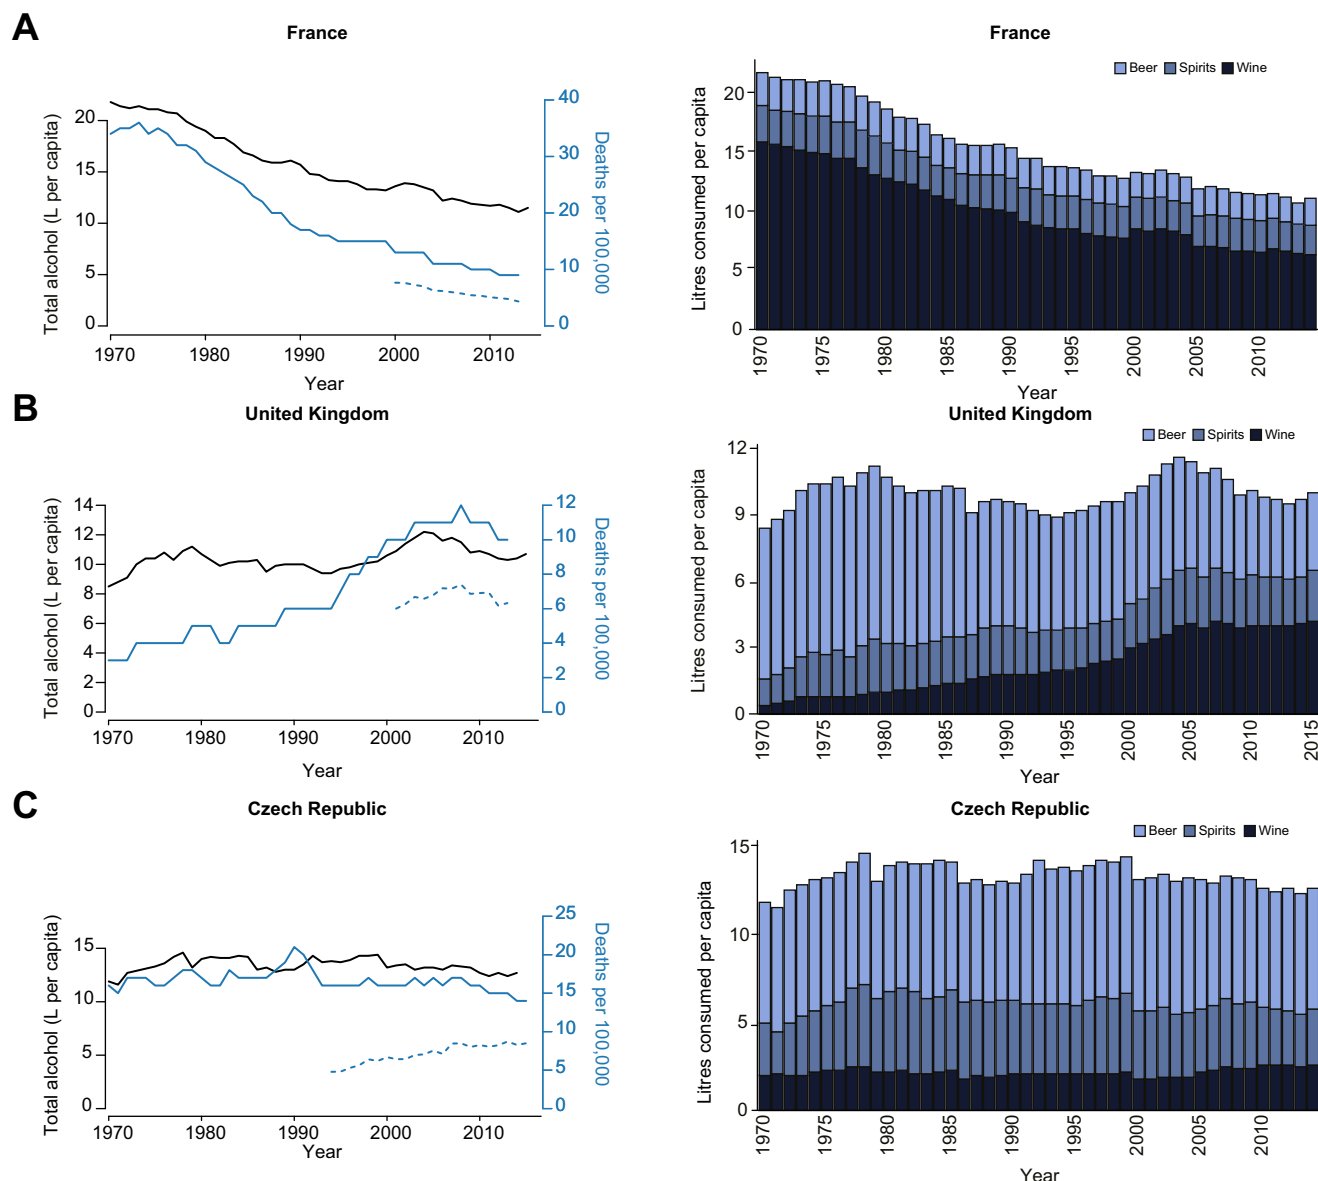 A
France
Total alcohol (L per capita)
20
15
10
5
0
40
30
20
10
0
Deaths per 100,000
1970 1980 1990 2000 2010
Year
France
Beer Spirits Wine
Litres consumed per capita
20
15
10
5
0
1970 1975 1980 1985 1990 1995 2000 2005 2010
Year
B
United Kingdom
Total alcohol (L per capita)
14
12
10
8
6
4
2
0
12
10
8
6
4
2
0
Deaths per 100,000
1970 1980 1990 2000 2010
Year
United Kingdom
Beer Spirits Wine
Litres consumed per capita
12
9
6
3
0
1970 1975 1980 1985 1990 1995 2000 2005 2010 2015
Year
C
Czech Republic
Total alcohol (L per capita)
15
10
5
0
25
20
15
10
5
0
Deaths per 100,000
1970 1980 1990 2000 2010
Year
Czech Republic
Beer Spirits Wine
Litres consumed per capita
15
10
5
0
1970 1975 1980 1985 1990 1995 2000 2005 2010
Year